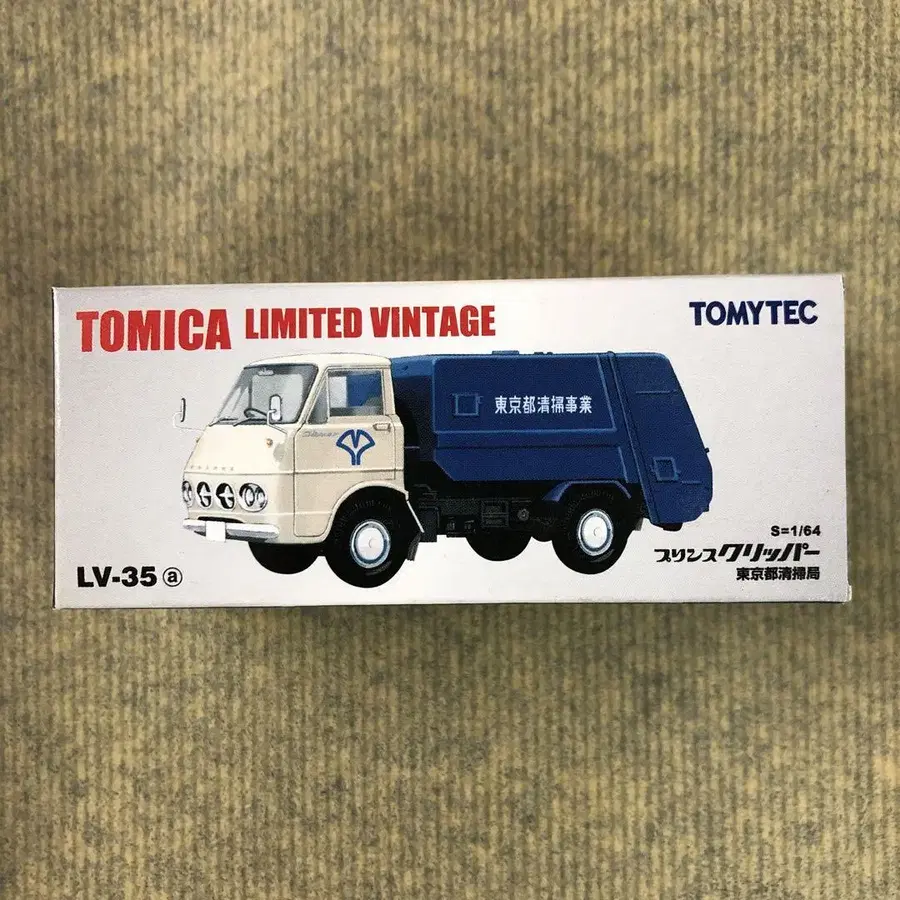 TOMICA LIMITED VINTAGE
TOMYTEC
東京都清掃事業
S=1/64
LV-35 ⓐ
プリンスクリッパー
東京都清掃局